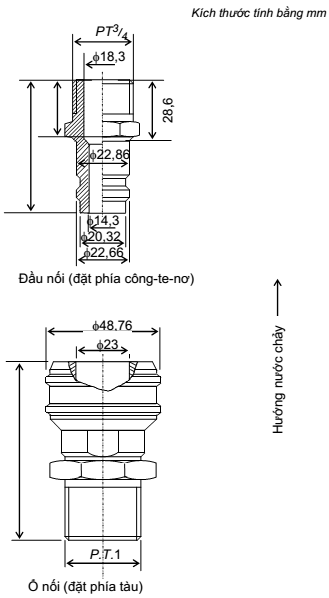 Kích thước tính bằng mm
PT3/4
ϕ18,3
28,6
ϕ22,86
ϕ14,3
ϕ20,32
ϕ22,66
Đầu nối (đặt phía công-te-nơ)
Hướng nước chảy
ϕ48.76
ϕ23
P.T.1
Ổ nối (đặt phía tàu)